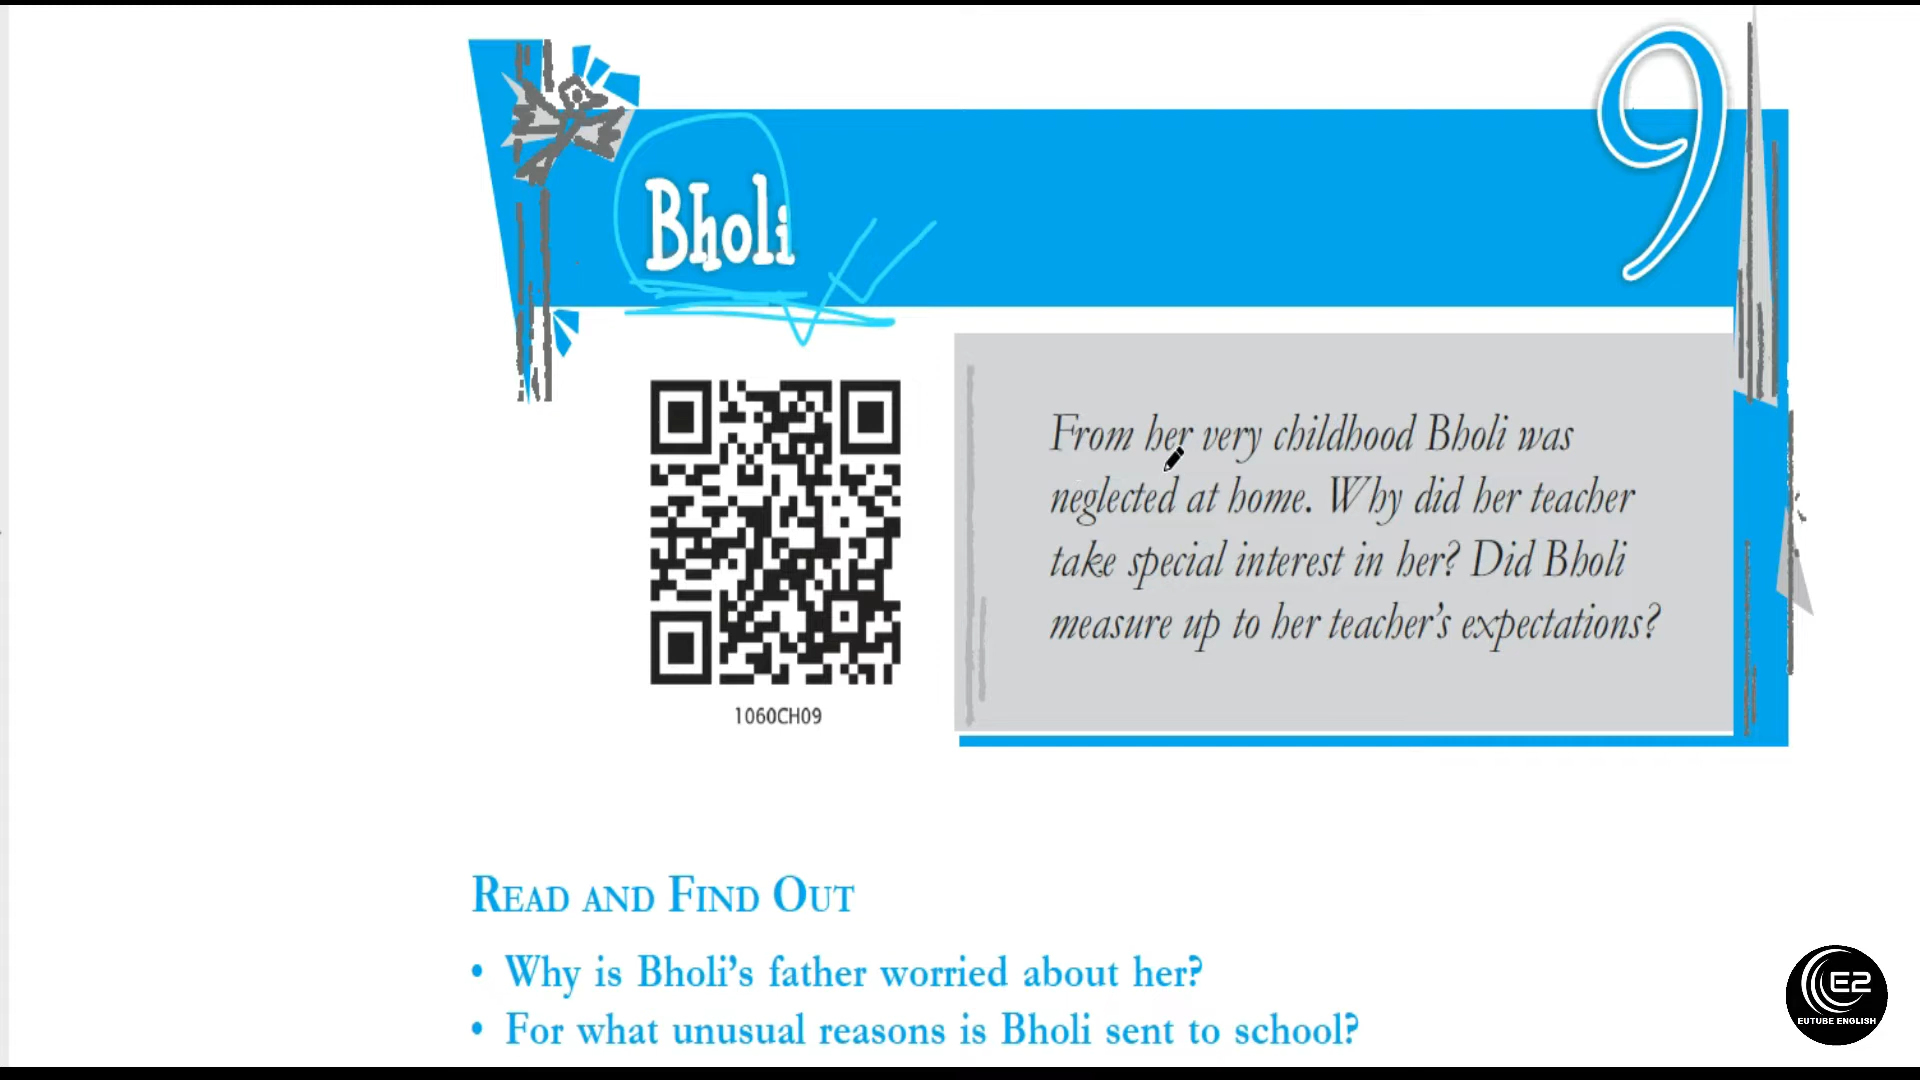 9
Bholi
From her very childhood Bholi was
neglected at home. Why did her teacher
take special interest in her? Did Bholi
measure up to her teacher's expectations?
1060CH09
READ AND FIND OUT
• Why is Bholi's father worried about her?
• For what unusual reasons is Bholi sent to school?
E2
EUTUBE ENGLISH